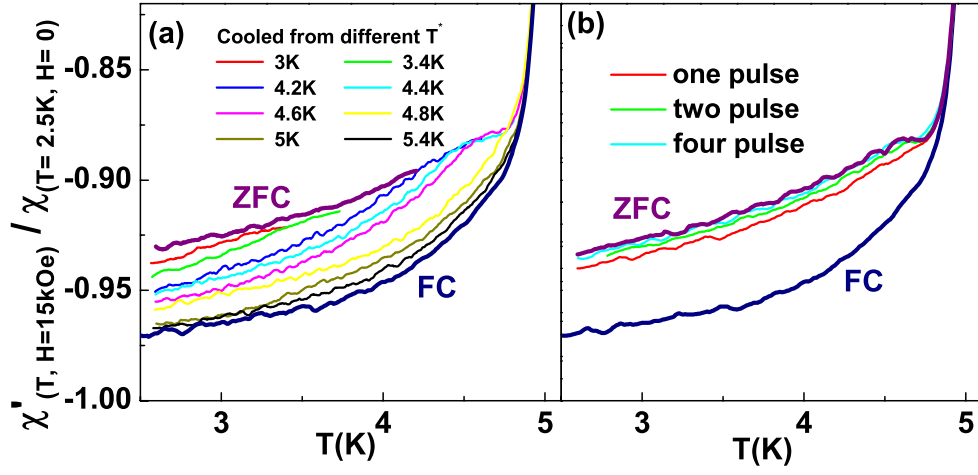 χ'(T, H=15kOe) / χ(T= 2.5K, H= 0)
-0.85
-0.90
-0.95
-1.00
(a)
Cooled from different T*
3K 3.4K
4.2K 4.4K
4.6K 4.8K
5K 5.4K
ZFC
FC
3 4 5
T(K)
(b)
one pulse
two pulse
four pulse
ZFC
FC
3 4 5
T(K)